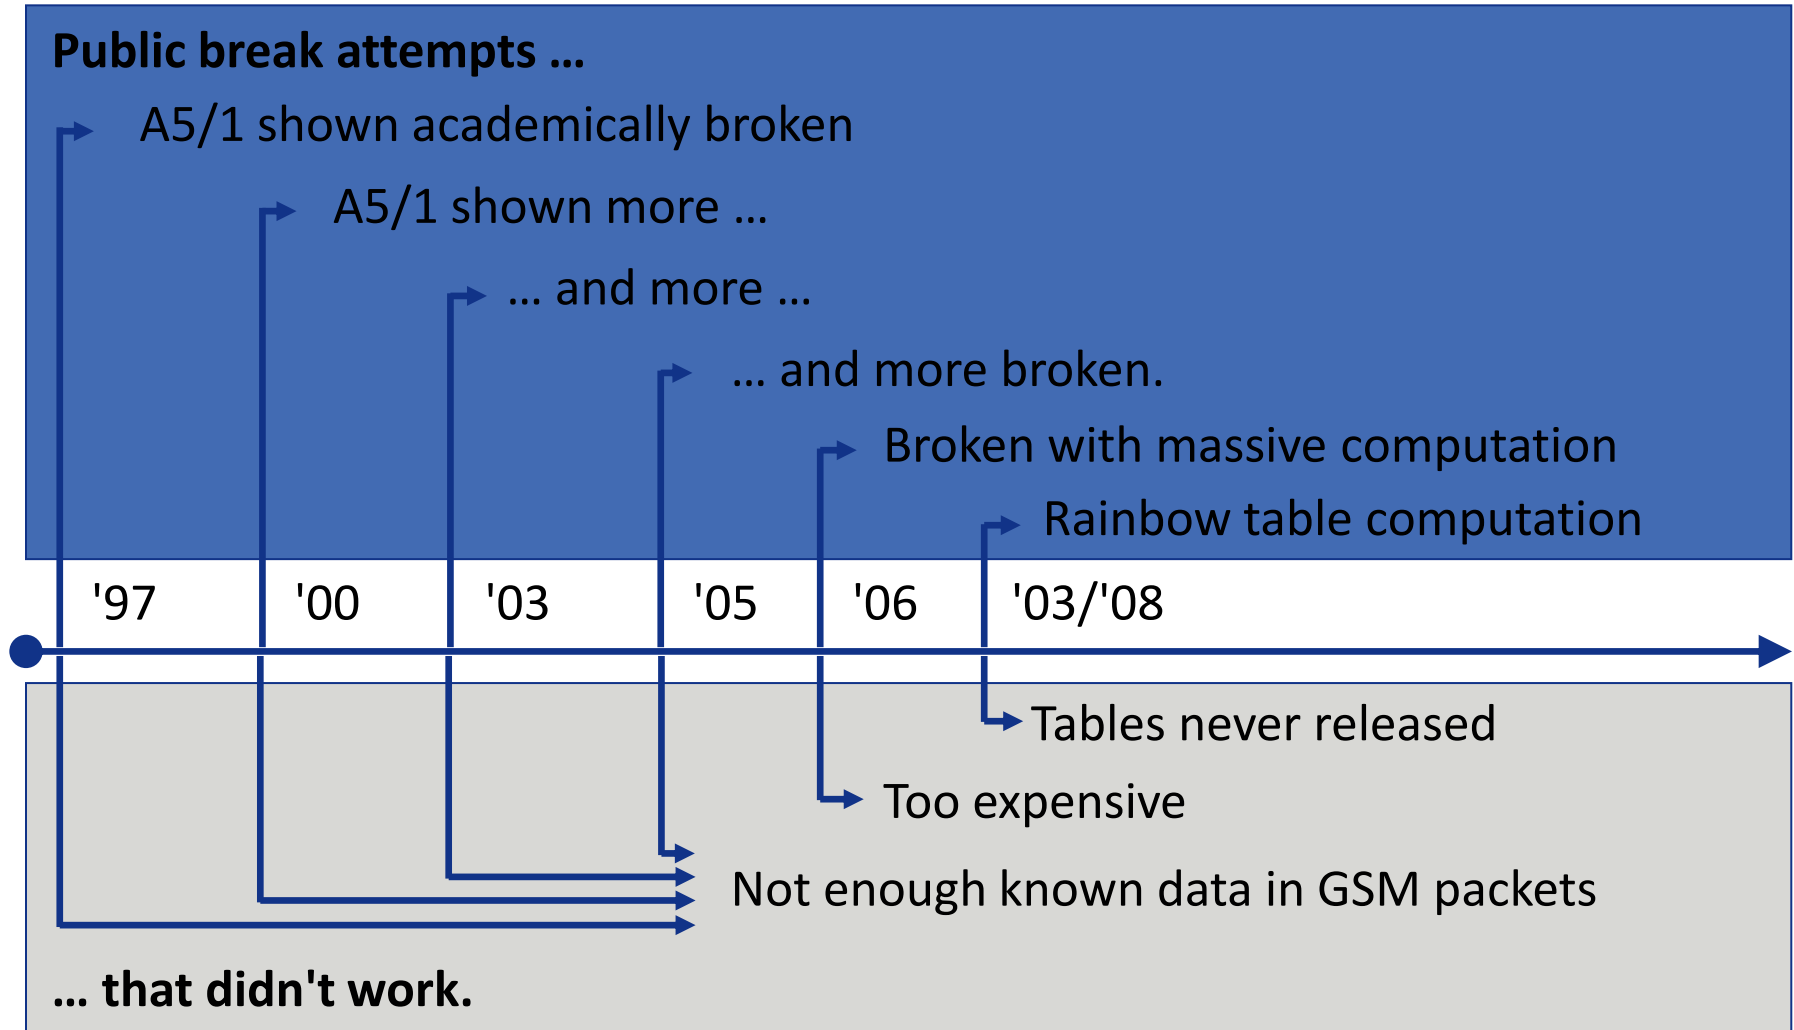 Public break attempts …
A5/1 shown academically broken
A5/1 shown more …
… and more …
… and more broken.
Broken with massive computation
Rainbow table computation
'97 '00 '03 '05 '06 '03/'08
Tables never released
Too expensive
Not enough known data in GSM packets
… that didn't work.